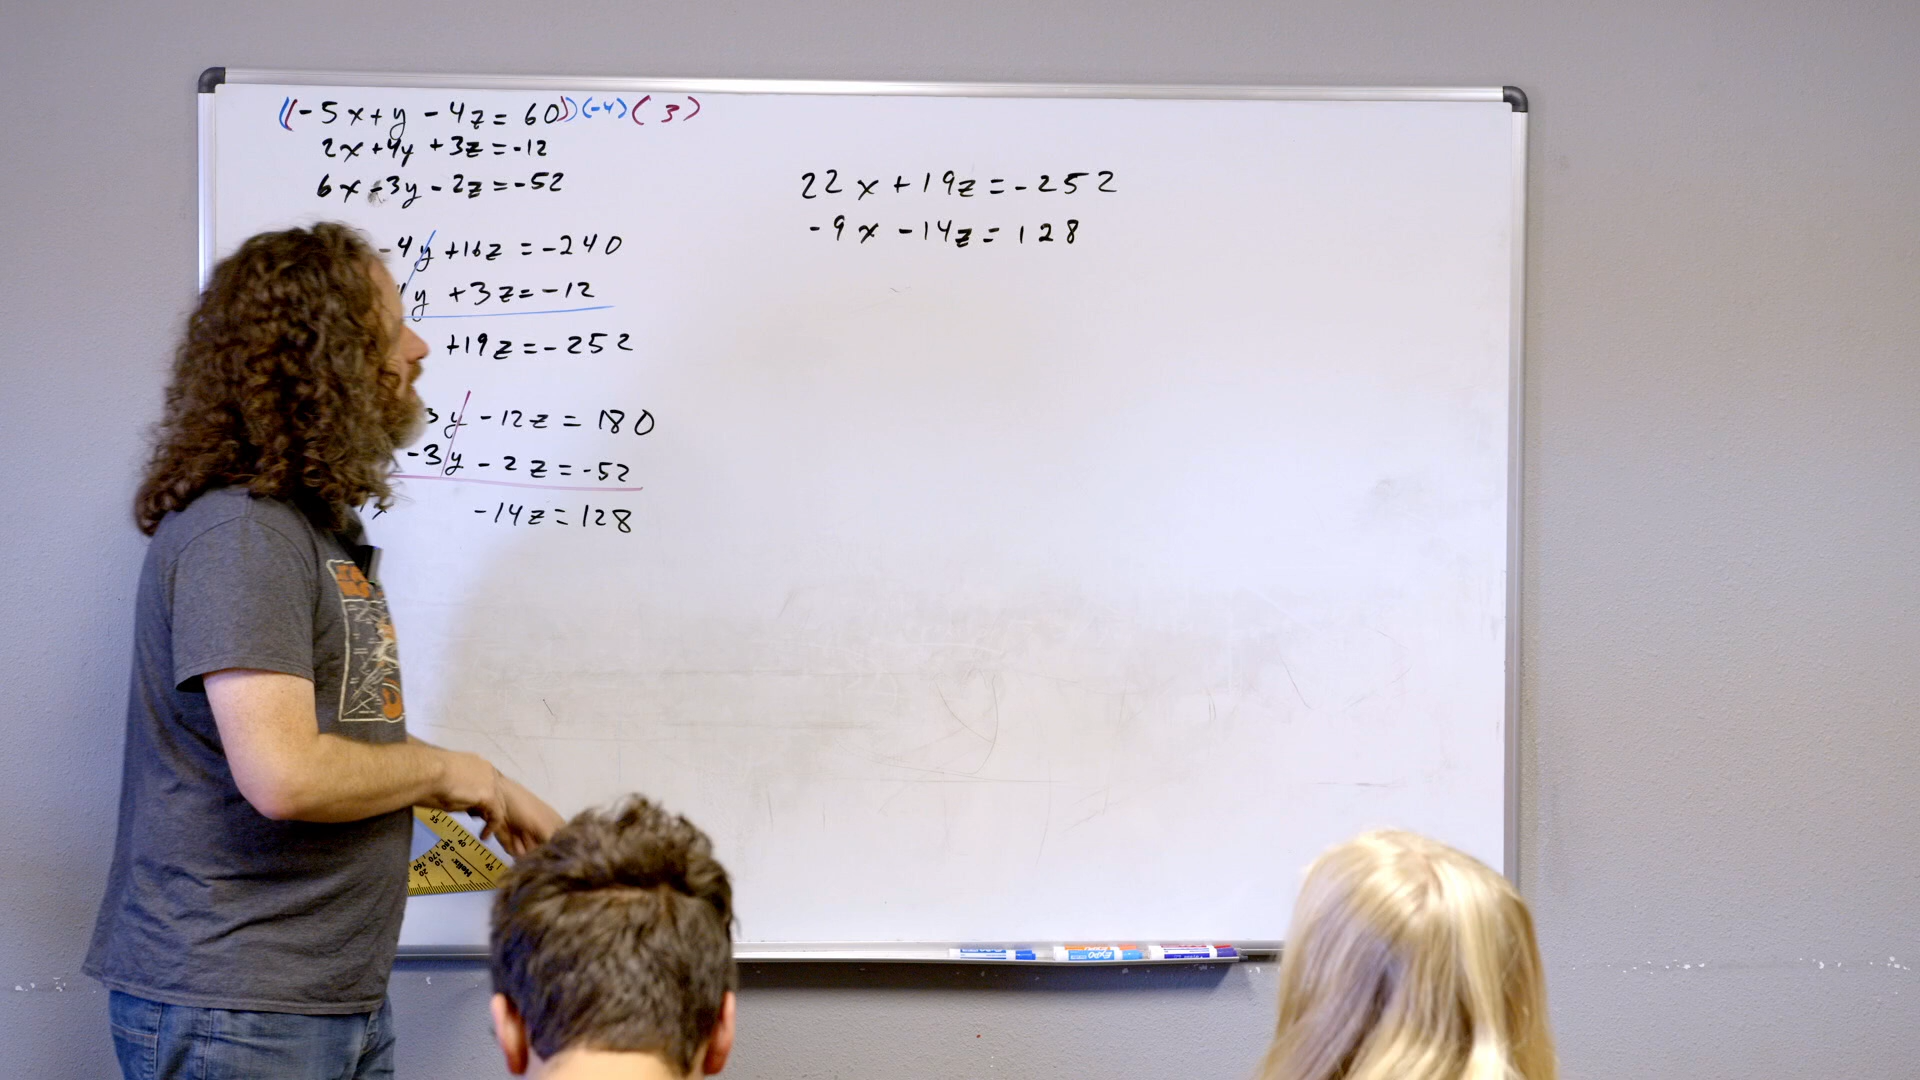 ((-5x+y-4z=60))(-4)(3)
2x+4y+3z=-12
6x-3y-2z=-52
-4y+16z=-240
y+3z=-12
+19z=-252
3y-12z=180
-3y-2z=-52
-14z=128
22x+19z=-252
-9x-14z=128